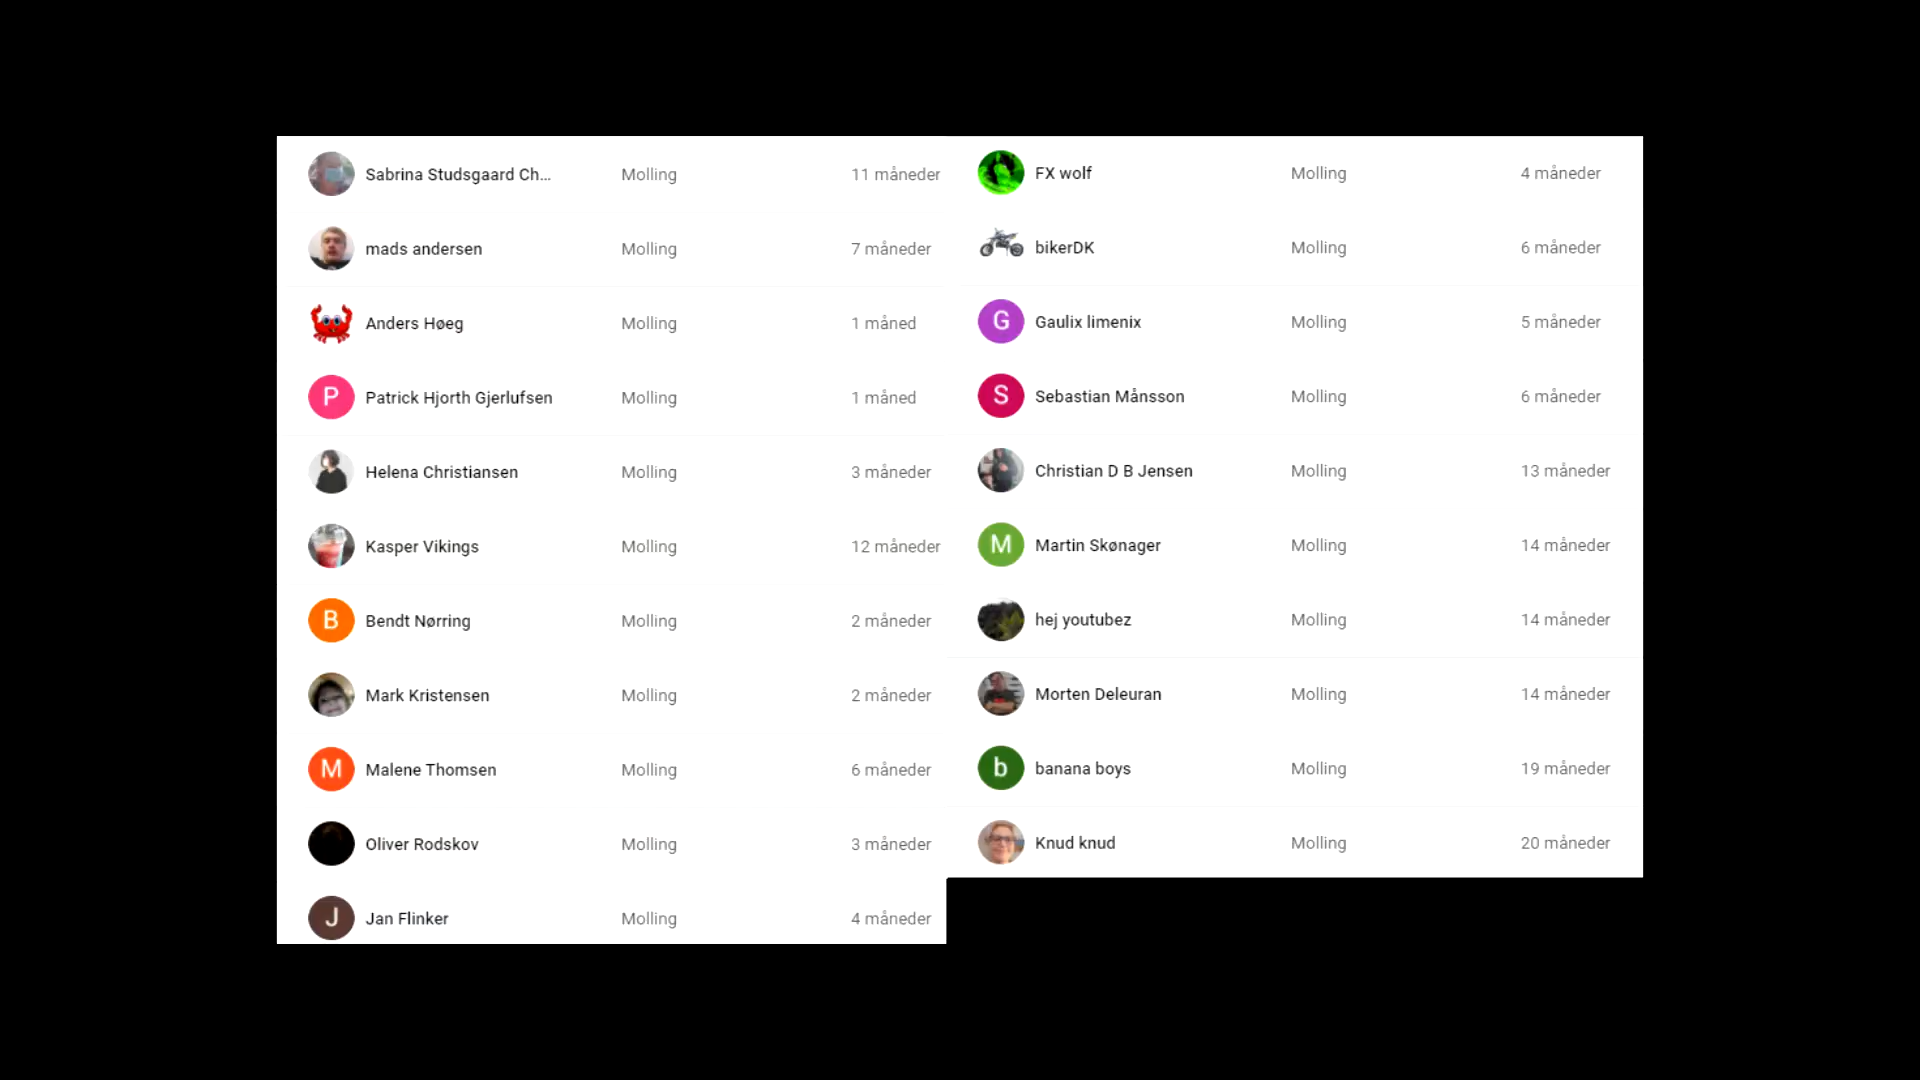 Sabrina Studsgaard Ch... Molling 11 måneder
mads andersen Molling 7 måneder
Anders Høeg Molling 1 måned
P Patrick Hjorth Gjerlufsen Molling 1 måned
Helena Christiansen Molling 3 måneder
Kasper Vikings Molling 12 måneder
B Bendt Nørring Molling 2 måneder
Mark Kristensen Molling 2 måneder
M Malene Thomsen Molling 6 måneder
Oliver Rodskov Molling 3 måneder
J Jan Flinker Molling 4 måneder
FX wolf Molling 4 måneder
bikerDK Molling 6 måneder
G Gaulix limenix Molling 5 måneder
S Sebastian Månsson Molling 6 måneder
Christian D B Jensen Molling 13 måneder
M Martin Skønager Molling 14 måneder
hej youtubez Molling 14 måneder
Morten Deleuran Molling 14 måneder
b banana boys Molling 19 måneder
Knud knud Molling 20 måneder